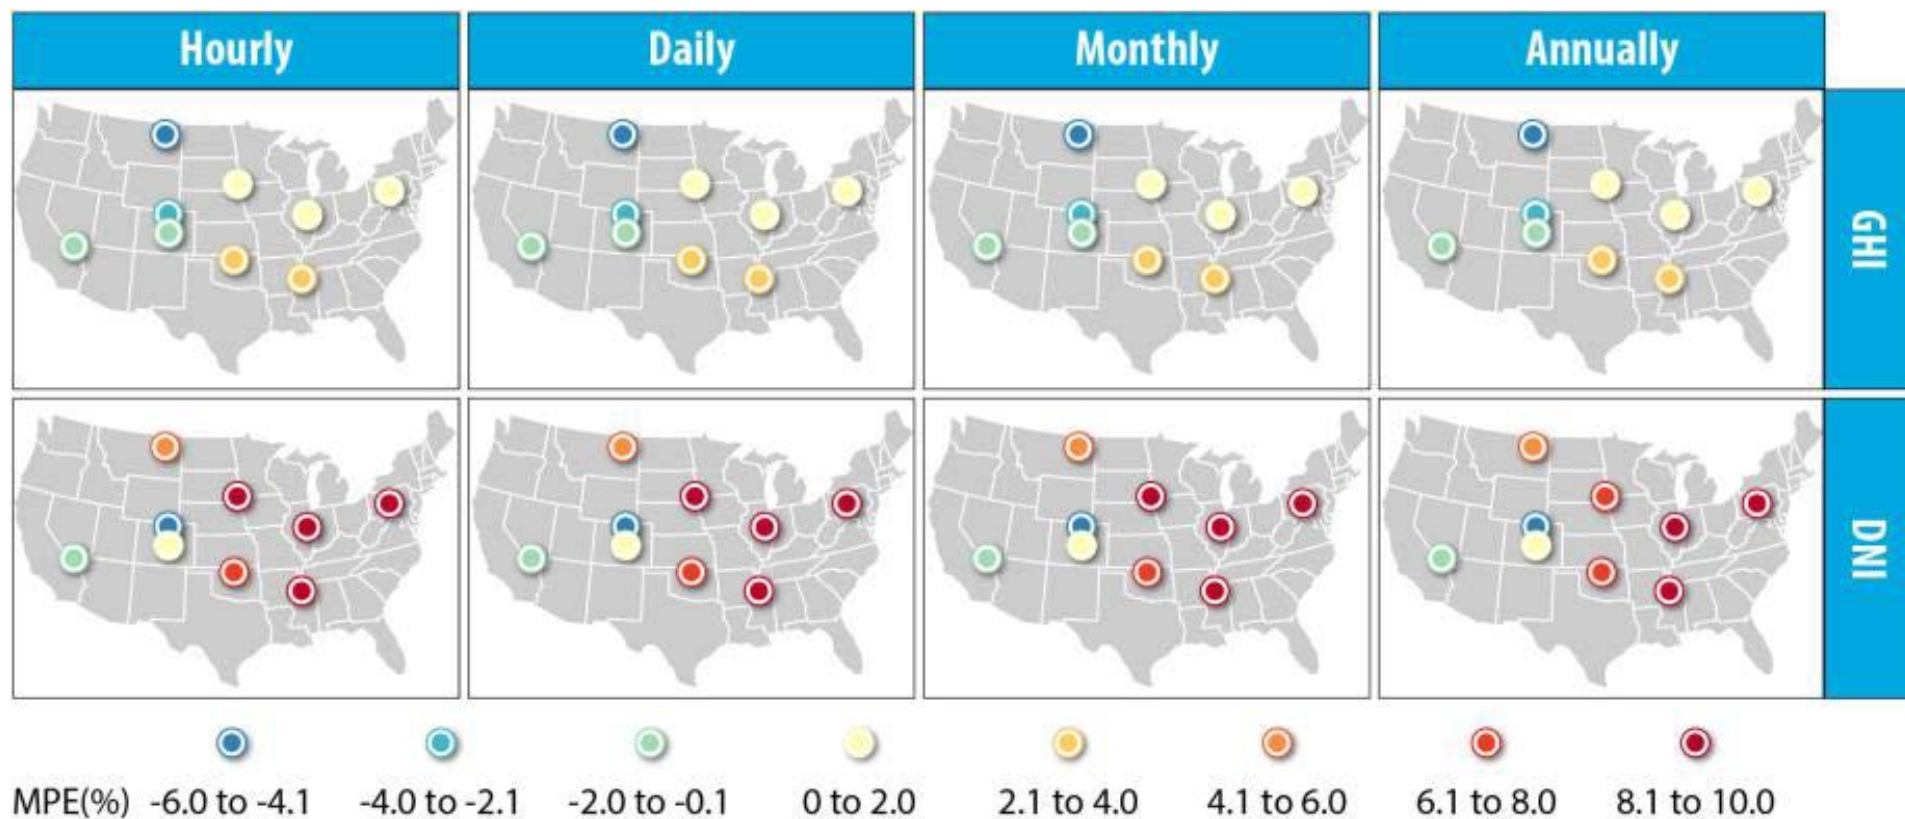 Hourly
Daily
Monthly
Annually
GHI
DNI
MPE(%) -6.0 to -4.1 -4.0 to -2.1 -2.0 to -0.1 0 to 2.0 2.1 to 4.0 4.1 to 6.0 6.1 to 8.0 8.1 to 10.0